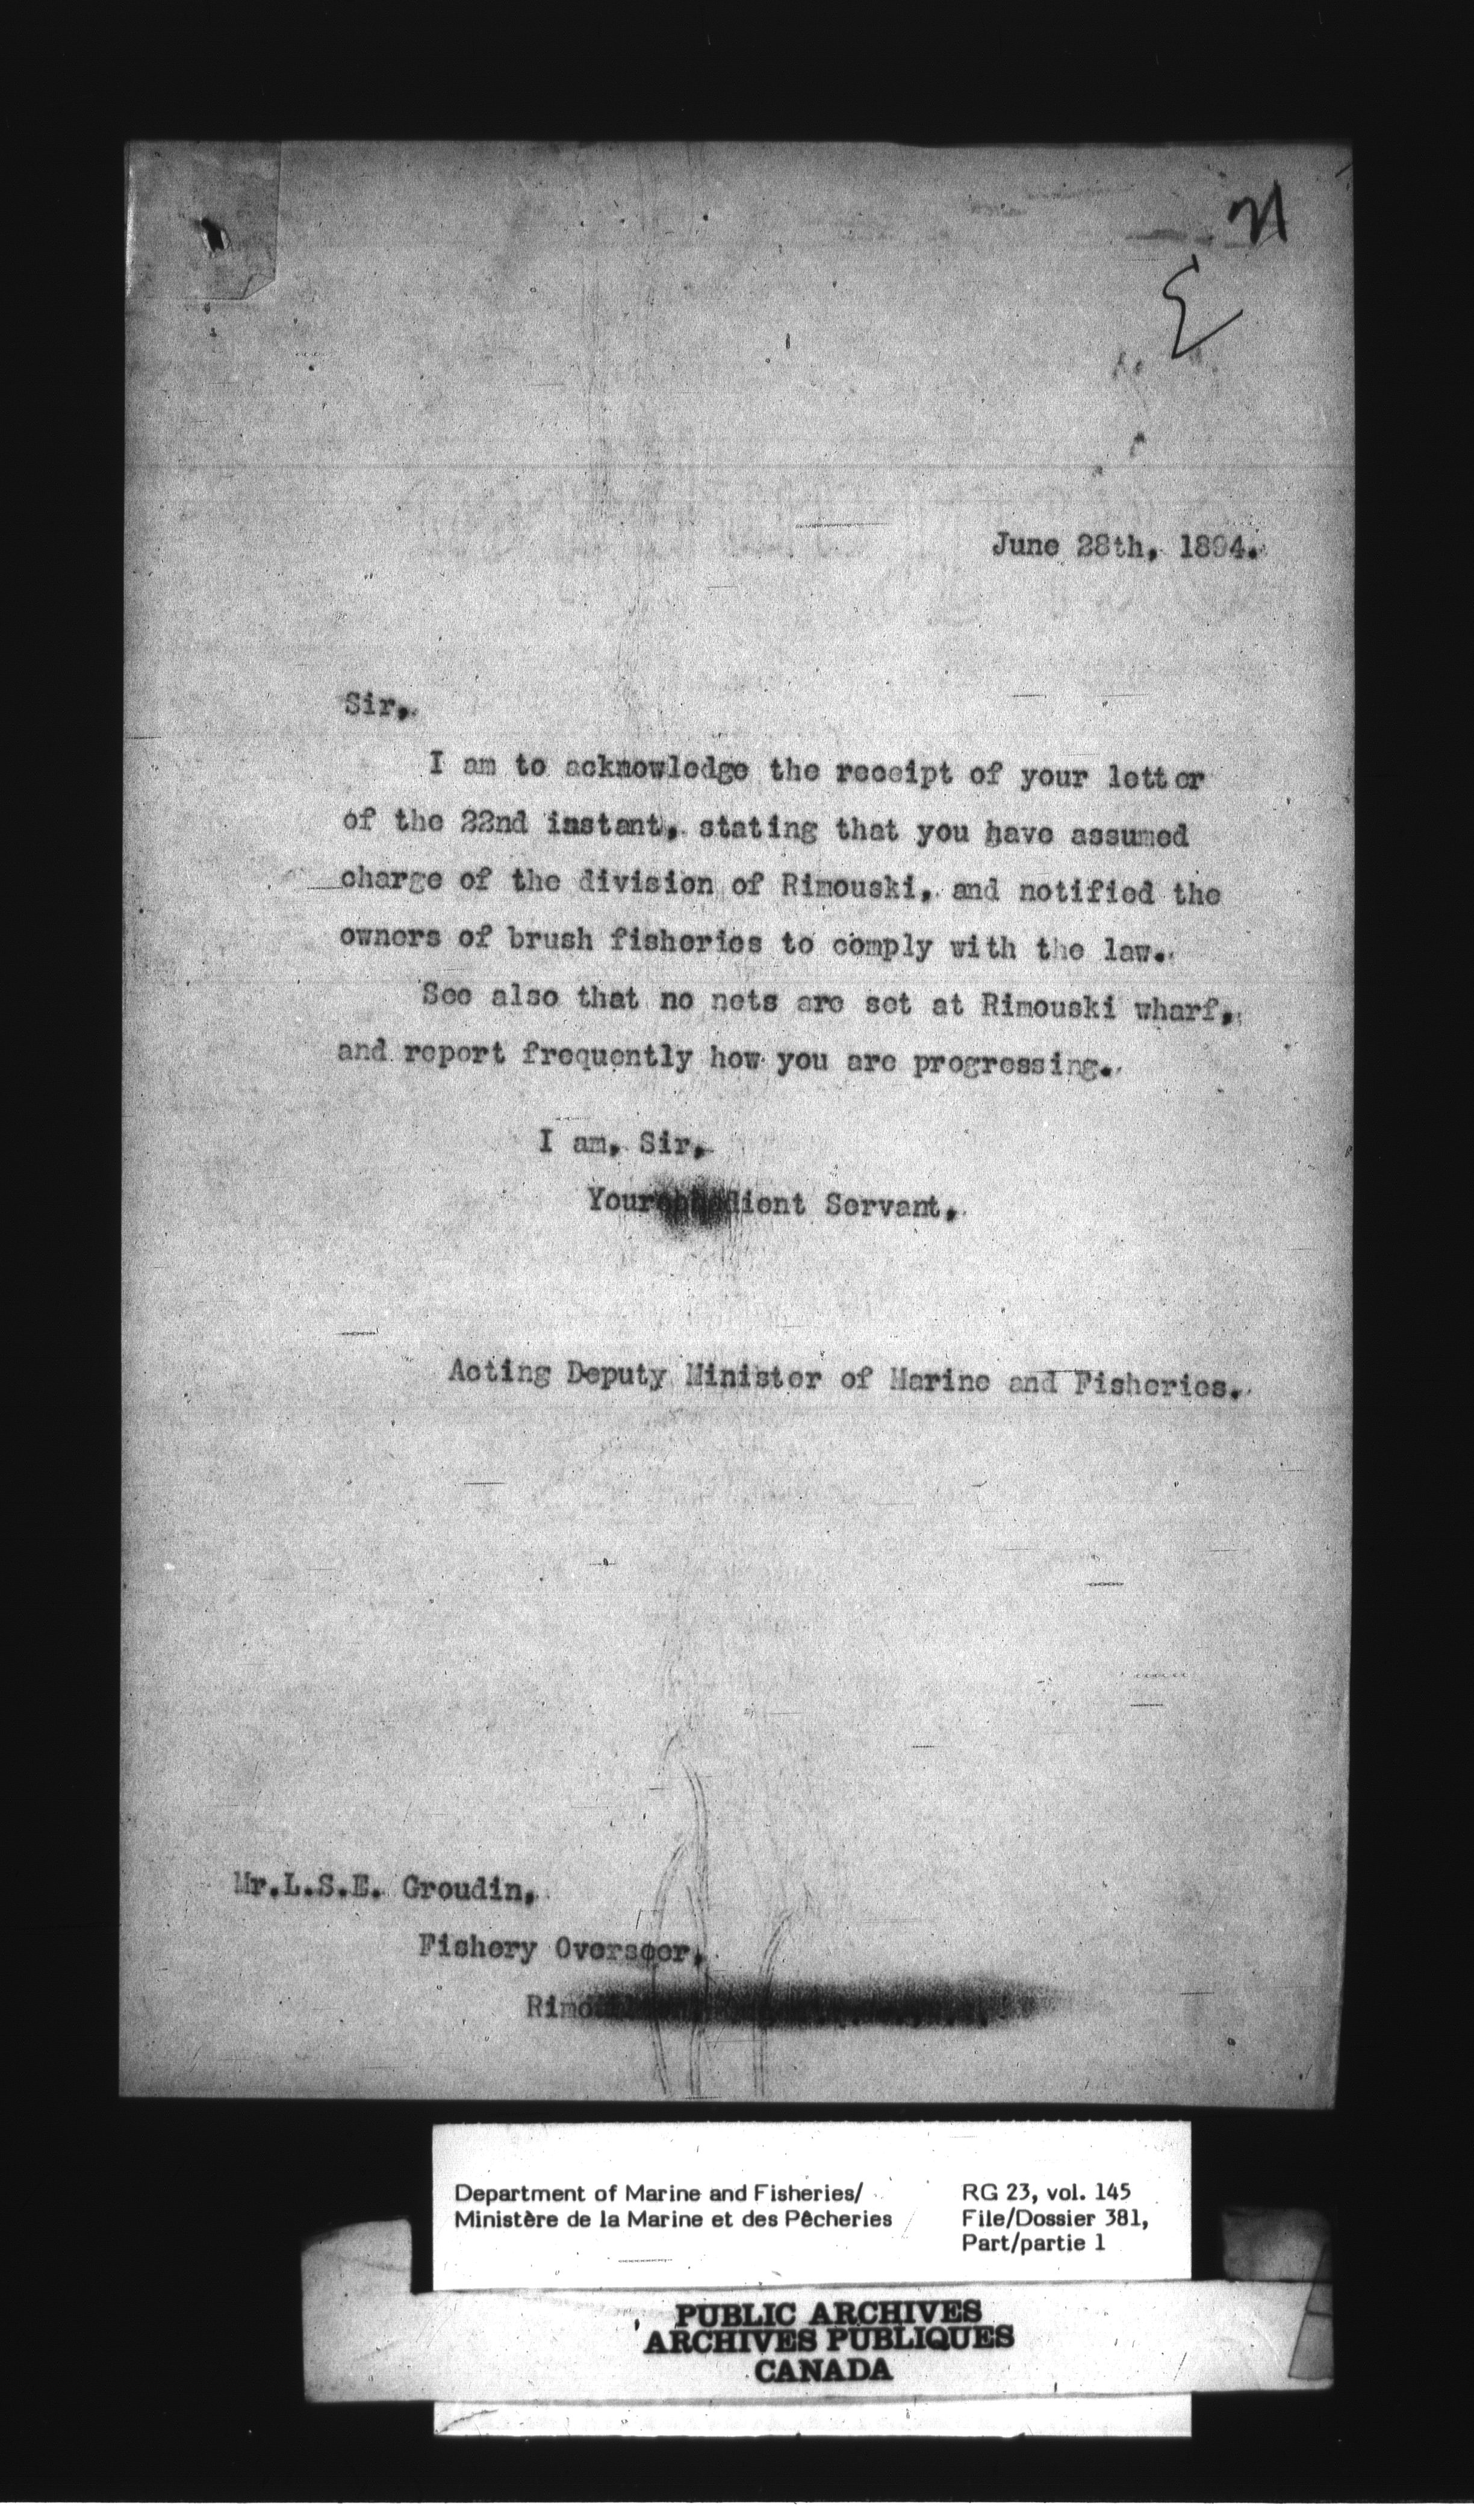 June 28th, 1894.
Sir,
I am to acknowledge the receipt of your letter
of the 22nd instant, stating that you have assumed
charge of the division of Rimouski, and notified the
owners of brush fisheries to comply with the law.
See also that no nets are set at Rimouski wharf,
and report frequently how you are progressing.
I am, Sir,
Your obedient Servant,
Acting Deputy Minister of Marine and Fisheries.
Mr.L.S.E. Groudin,
Fishery Overseer,
Department of Marine and Fisheries/
Ministère de la Marine et des Pêcheries
RG 23, vol. 145
File/Dossier 381,
Part/partie 1
PUBLIC ARCHIVES
ARCHIVES PUBLIQUES
CANADA